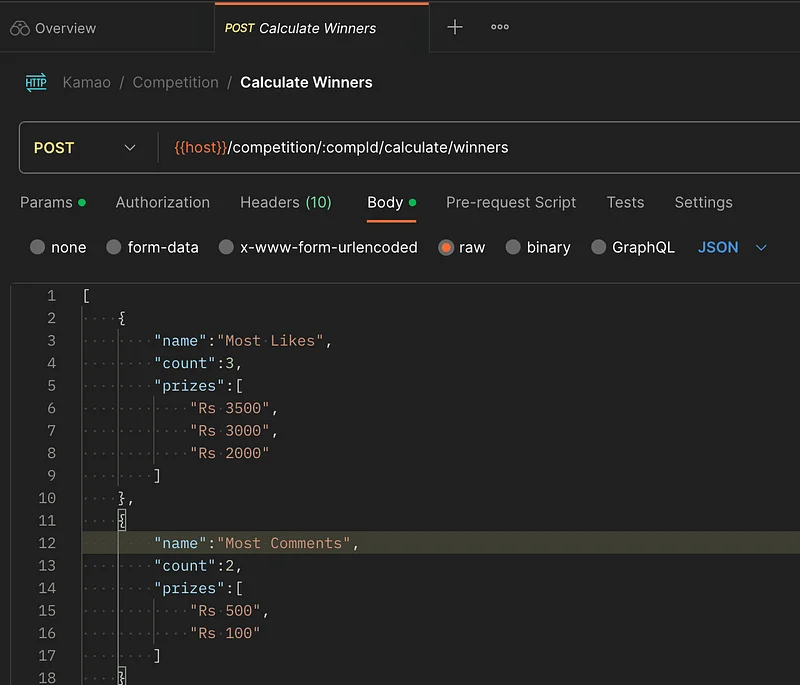 Overview
POST Calculate Winners
HTTP Kamao / Competition / Calculate Winners
POST {{host}}/competition/:compId/calculate/winners
Params Authorization Headers (10) Body Pre-request Script Tests Settings
none form-data x-www-form-urlencoded raw binary GraphQL JSON
1 [
2 {
3 "name":"Most Likes",
4 "count":3,
5 "prizes":[
6 "Rs 3500",
7 "Rs 3000",
8 "Rs 2000"
9 ]
10 },
11 {
12 "name":"Most Comments",
13 "count":2,
14 "prizes":[
15 "Rs 500",
16 "Rs 100"
17 ]
18 }